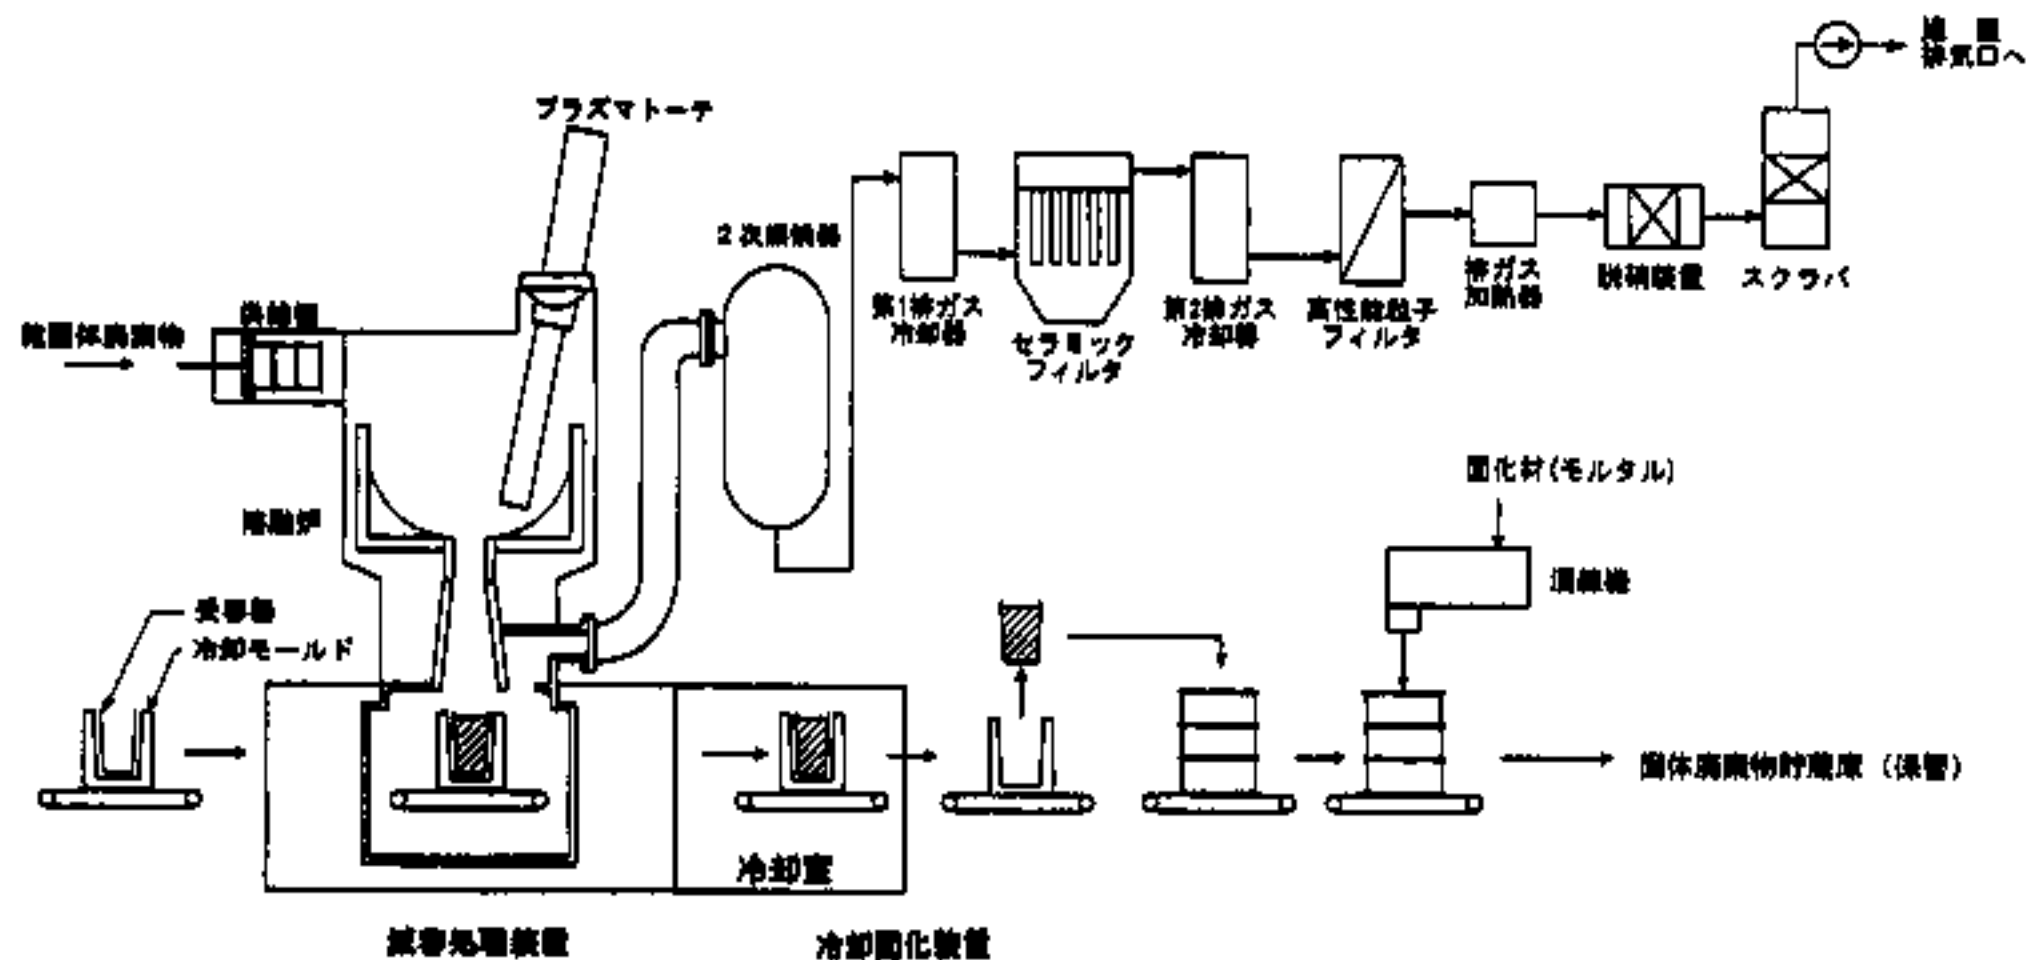 プラズマトーチ
2次燃焼器
供給機
雑固体廃棄物
溶融炉
受容器
冷却モールド
第1排ガス
冷却器
セラミック
フィルタ
第2排ガス
冷却器
高性能粒子
フィルタ
排ガス
加熱器
脱硝装置
スクラバ
排気口へ
固化材(モルタル)
混練機
固体廃棄物貯蔵庫(保管)
冷却室
減容処理装置
冷却固化装置